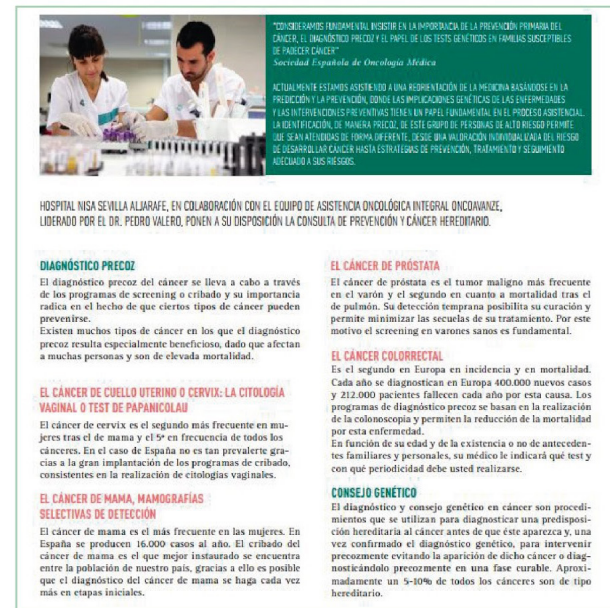 "CONSIDERAMOS FUNDAMENTAL INSISTIR EN LA IMPORTANCIA DE LA PREVENCIÓN PRIMARIA DEL
CÁNCER, EL DIAGNÓSTICO PRECOZ Y EL PAPEL DE LOS TESTS GENÉTICOS EN FAMILIAS SUSCEPTIBLES
DE PADECER CÁNCER"
Sociedad Española de Oncología Médica
ACTUALMENTE ESTAMOS ASISTIENDO A UNA REORIENTACIÓN DE LA MEDICINA BASÁNDOSE EN LA
PREDICCIÓN Y LA PREVENCIÓN, DONDE LAS IMPLICACIONES GENÉTICAS DE LAS ENFERMEDADES
Y LAS INTERVENCIONES PREVENTIVAS TIENEN UN PAPEL FUNDAMENTAL EN EL PROCESO ASISTENCIAL.
LA IDENTIFICACIÓN, DE MANERA PRECOZ, DE ESTE GRUPO DE PERSONAS DE ALTO RIESGO PERMITE
QUE SEAN ATENDIDAS DE FORMA DIFERENTE, DESDE UNA VALORACIÓN INDIVIDUALIZADA DEL RIESGO
DE DESARROLLAR CÁNCER HASTA ESTRATEGIAS DE PREVENCIÓN, TRATAMIENTO Y SEGUIMIENTO
ADECUADO A SUS RIESGOS.
HOSPITAL NISA SEVILLA ALJARAFE, EN COLABORACIÓN CON EL EQUIPO DE ASISTENCIA ONCOLÓGICA INTEGRAL ONCOAVANZE,
LIDERADO POR EL DR. PEDRO VALERO, PONEN A SU DISPOSICIÓN LA CONSULTA DE PREVENCIÓN Y CÁNCER HEREDITARIO.
DIAGNÓSTICO PRECOZ
El diagnóstico precoz del cáncer se lleva a cabo a través
de los programas de screening o cribado y su importancia
radica en el hecho de que ciertos tipos de cáncer pueden
prevenirse.
Existen muchos tipos de cáncer en los que el diagnóstico
precoz resulta especialmente beneficioso, dado que afectan
a muchas personas y son de elevada mortalidad.
EL CÁNCER DE CUELLO UTERINO O CERVIX: LA CITOLOGÍA
VAGINAL O TEST DE PAPANICOLAU
El cáncer de cervix es el segundo más frecuente en mu-
jeres tras el de mama y el 5º en frecuencia de todos los
cánceres. En el caso de España no es tan prevalerte gra-
cias a la gran implantación de los programas de cribado,
consistentes en la realización de citologías vaginales.
EL CÁNCER DE MAMA, MAMOGRAFÍAS
SELECTIVAS DE DETECCIÓN
El cáncer de mama es el más frecuente en las mujeres. En
España se producen 16.000 casos al año. El cribado del
cáncer de mama es el que mejor instaurado se encuentra
entre la población de nuestro país, gracias a ello es posible
que el diagnóstico del cáncer de mama se haga cada vez
más en etapas iniciales.
EL CÁNCER DE PRÓSTATA
El cáncer de próstata es el tumor maligno más frecuente
en el varón y el segundo en cuanto a mortalidad tras el
de pulmón. Su detección temprana posibilita su curación y
permite minimizar las secuelas de su tratamiento. Por este
motivo el screening en varones sanos es fundamental.
EL CÁNCER COLORRECTAL
Es el segundo en Europa en incidencia y en mortalidad.
Cada año se diagnostican en Europa 400.000 nuevos casos
y 212.000 pacientes fallecen cada año por esta causa. Los
programas de diagnóstico precoz se basan en la realización
de la colonoscopia y permiten la reducción de la mortalidad
por esta enfermedad.
En función de su edad y de la existencia o no de anteceden-
tes familiares y personales, su médico le indicará qué test y
con qué periodicidad debe usted realizarse.
CONSEJO GENÉTICO
El diagnóstico y consejo genético en cáncer son procedi-
mientos que se utilizan para diagnosticar una predisposi-
ción hereditaria al cáncer antes de que éste aparezca y, una
vez confirmado el diagnóstico genético, para intervenir
precozmente evitando la aparición de dicho cáncer o diag-
nosticándolo precozmente en una fase curable. Aproxi-
madamente un 5-10% de todos los cánceres son de tipo
hereditario.